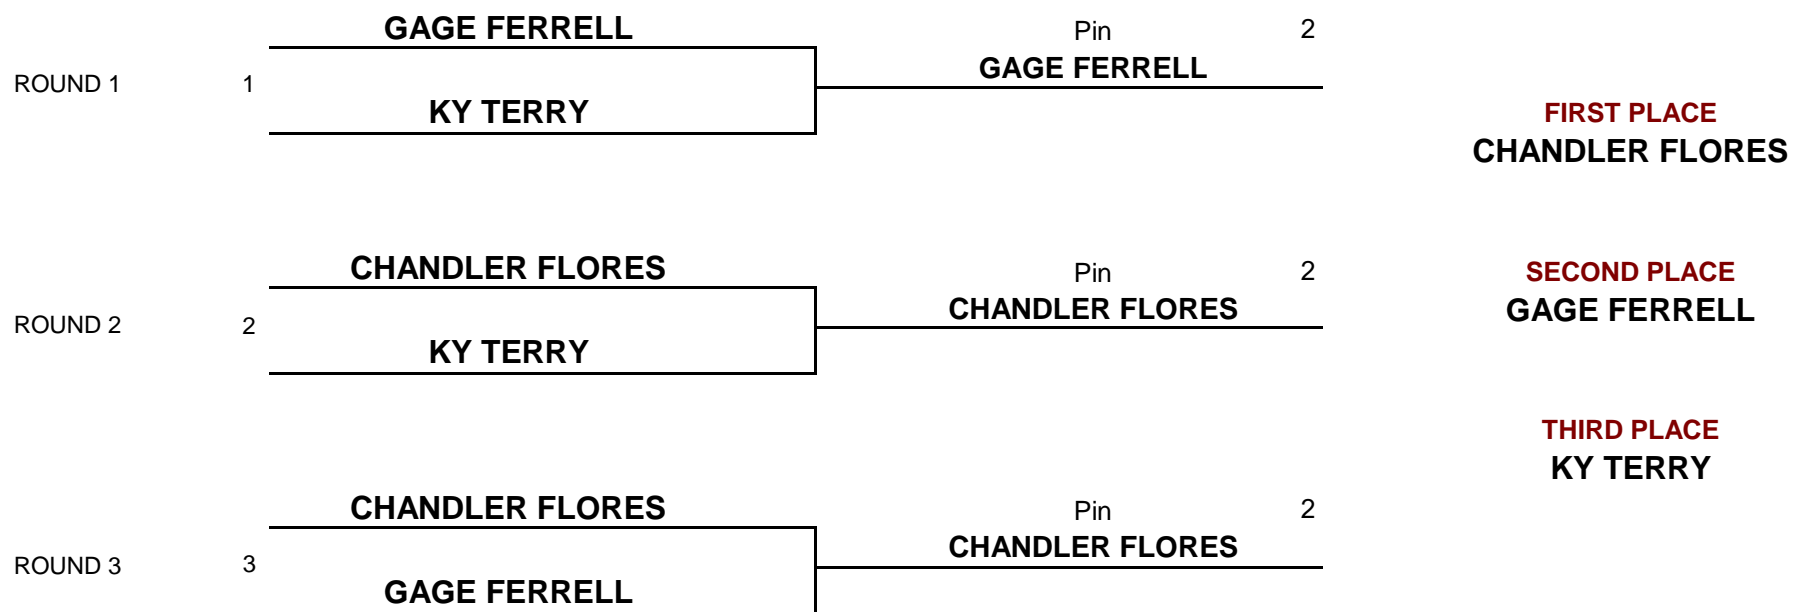 GAGE FERRELL
Pin 2
GAGE FERRELL
ROUND 1 1
KY TERRY
FIRST PLACE
CHANDLER FLORES
CHANDLER FLORES
Pin 2
SECOND PLACE
CHANDLER FLORES
GAGE FERRELL
ROUND 2 2
KY TERRY
THIRD PLACE
KY TERRY
CHANDLER FLORES
Pin 2
CHANDLER FLORES
ROUND 3 3
GAGE FERRELL